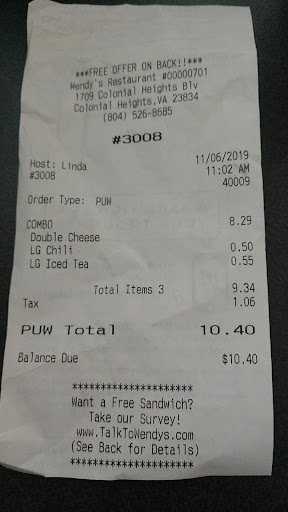 ***FREE OFFER ON BACK!!***
Wendy's Restaurant #00000701
1709 Colonial Heights Blv
Colonial Heights,VA 23834
(804) 526-8685
#3008
Host: Linda 11/06/2019
#3008 11:02 AM
40009
Order Type: PUW
COMBO 8.29
Double Cheese
LG Chili 0.50
LG Iced Tea 0.55
Total Items 3 9.34
Tax 1.06
PUW Total 10.40
Balance Due $10.40
*********************
Want a Free Sandwich?
Take our Survey!
www.TalkToWendys.com
(See Back for Details)
*********************